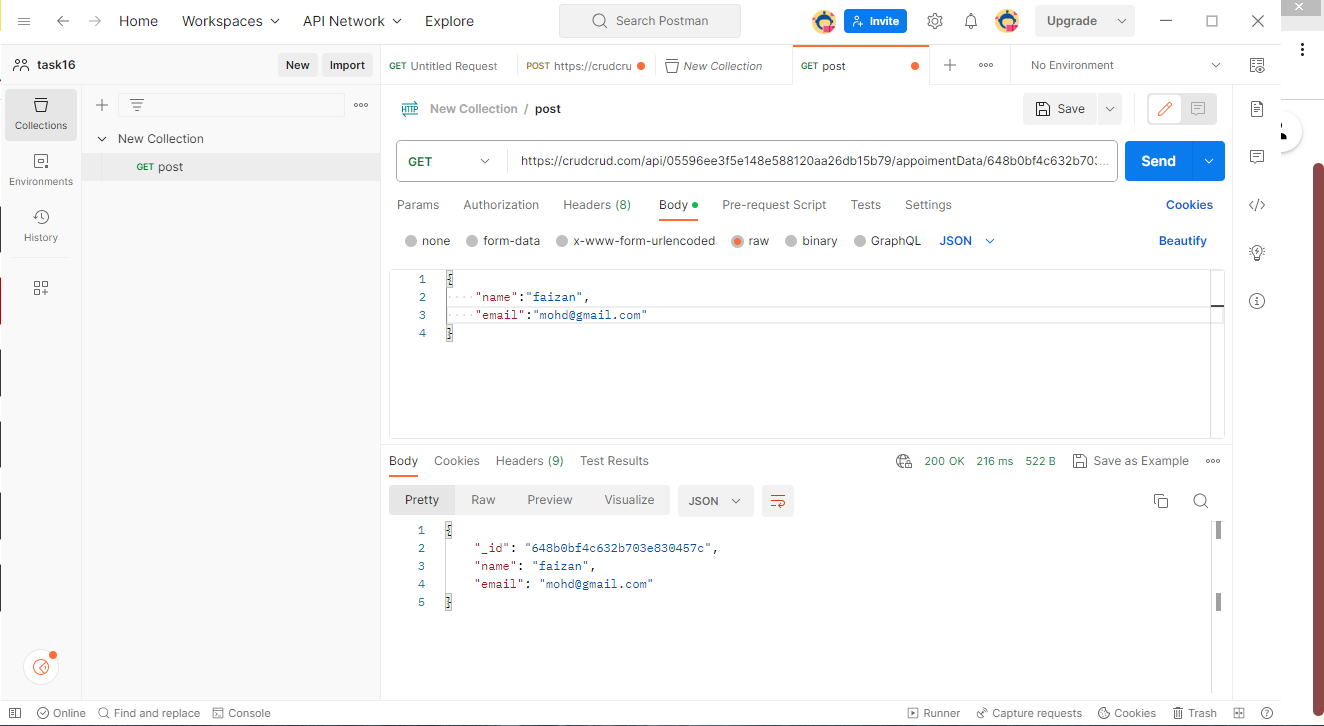 Home Workspaces API Network Explore Search Postman Invite Upgrade
task16 New Import GET Untitled Request POST https://crudcru New Collection GET post No Environment
Collections
Environments
History
New Collection
GET post
New Collection / post Save
GET https://crudcrud.com/api/05596ee3f5e148e588120aa26db15b79/appoimentData/648b0bf4c632b703... Send
Params Authorization Headers (8) Body Pre-request Script Tests Settings Cookies
none form-data x-www-form-urlencoded raw binary GraphQL JSON Beautify
1 {
2 "name":"faizan",
3 "email":"mohd@gmail.com"
4 }
Body Cookies Headers (9) Test Results 200 OK 216 ms 522 B Save as Example
Pretty Raw Preview Visualize JSON
1 {
2 "_id": "648b0bf4c632b703e830457c",
3 "name": "faizan",
4 "email": "mohd@gmail.com"
5 }
Online Find and replace Console Runner Capture requests Cookies Trash